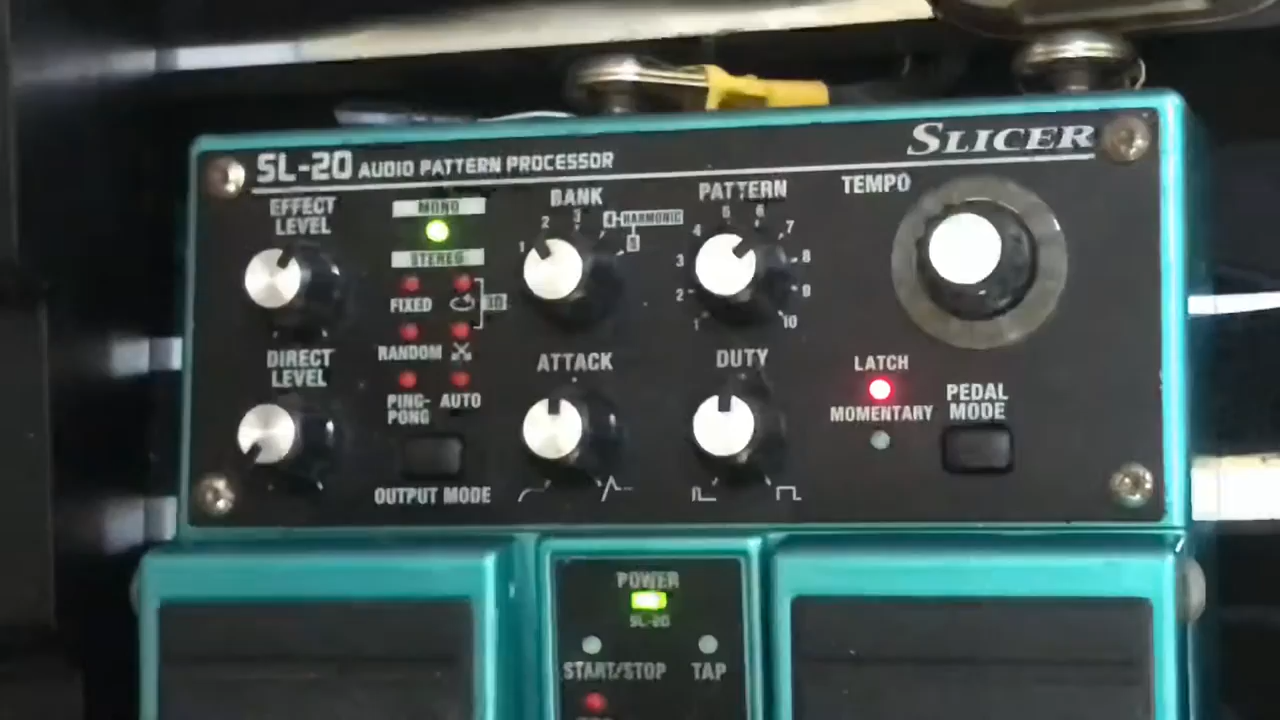 SL-20 AUDIO PATTERN PROCESSOR
SLICER
EFFECT
LEVEL
MONO
STEREO
FIXED
3D
RANDOM
PING-
PONG
AUTO
OUTPUT MODE
DIRECT
LEVEL
BANK
1 2 3 4-HARMONIC
5
PATTERN
1 2 3 4 5 6 7 8 9 10
TEMPO
ATTACK
DUTY
LATCH
MOMENTARY
PEDAL
MODE
POWER
SL-20
START/STOP
TAP